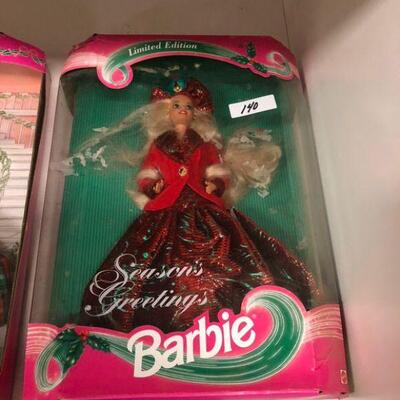 Limited Edition
140
Season's
Greetings
Barbie